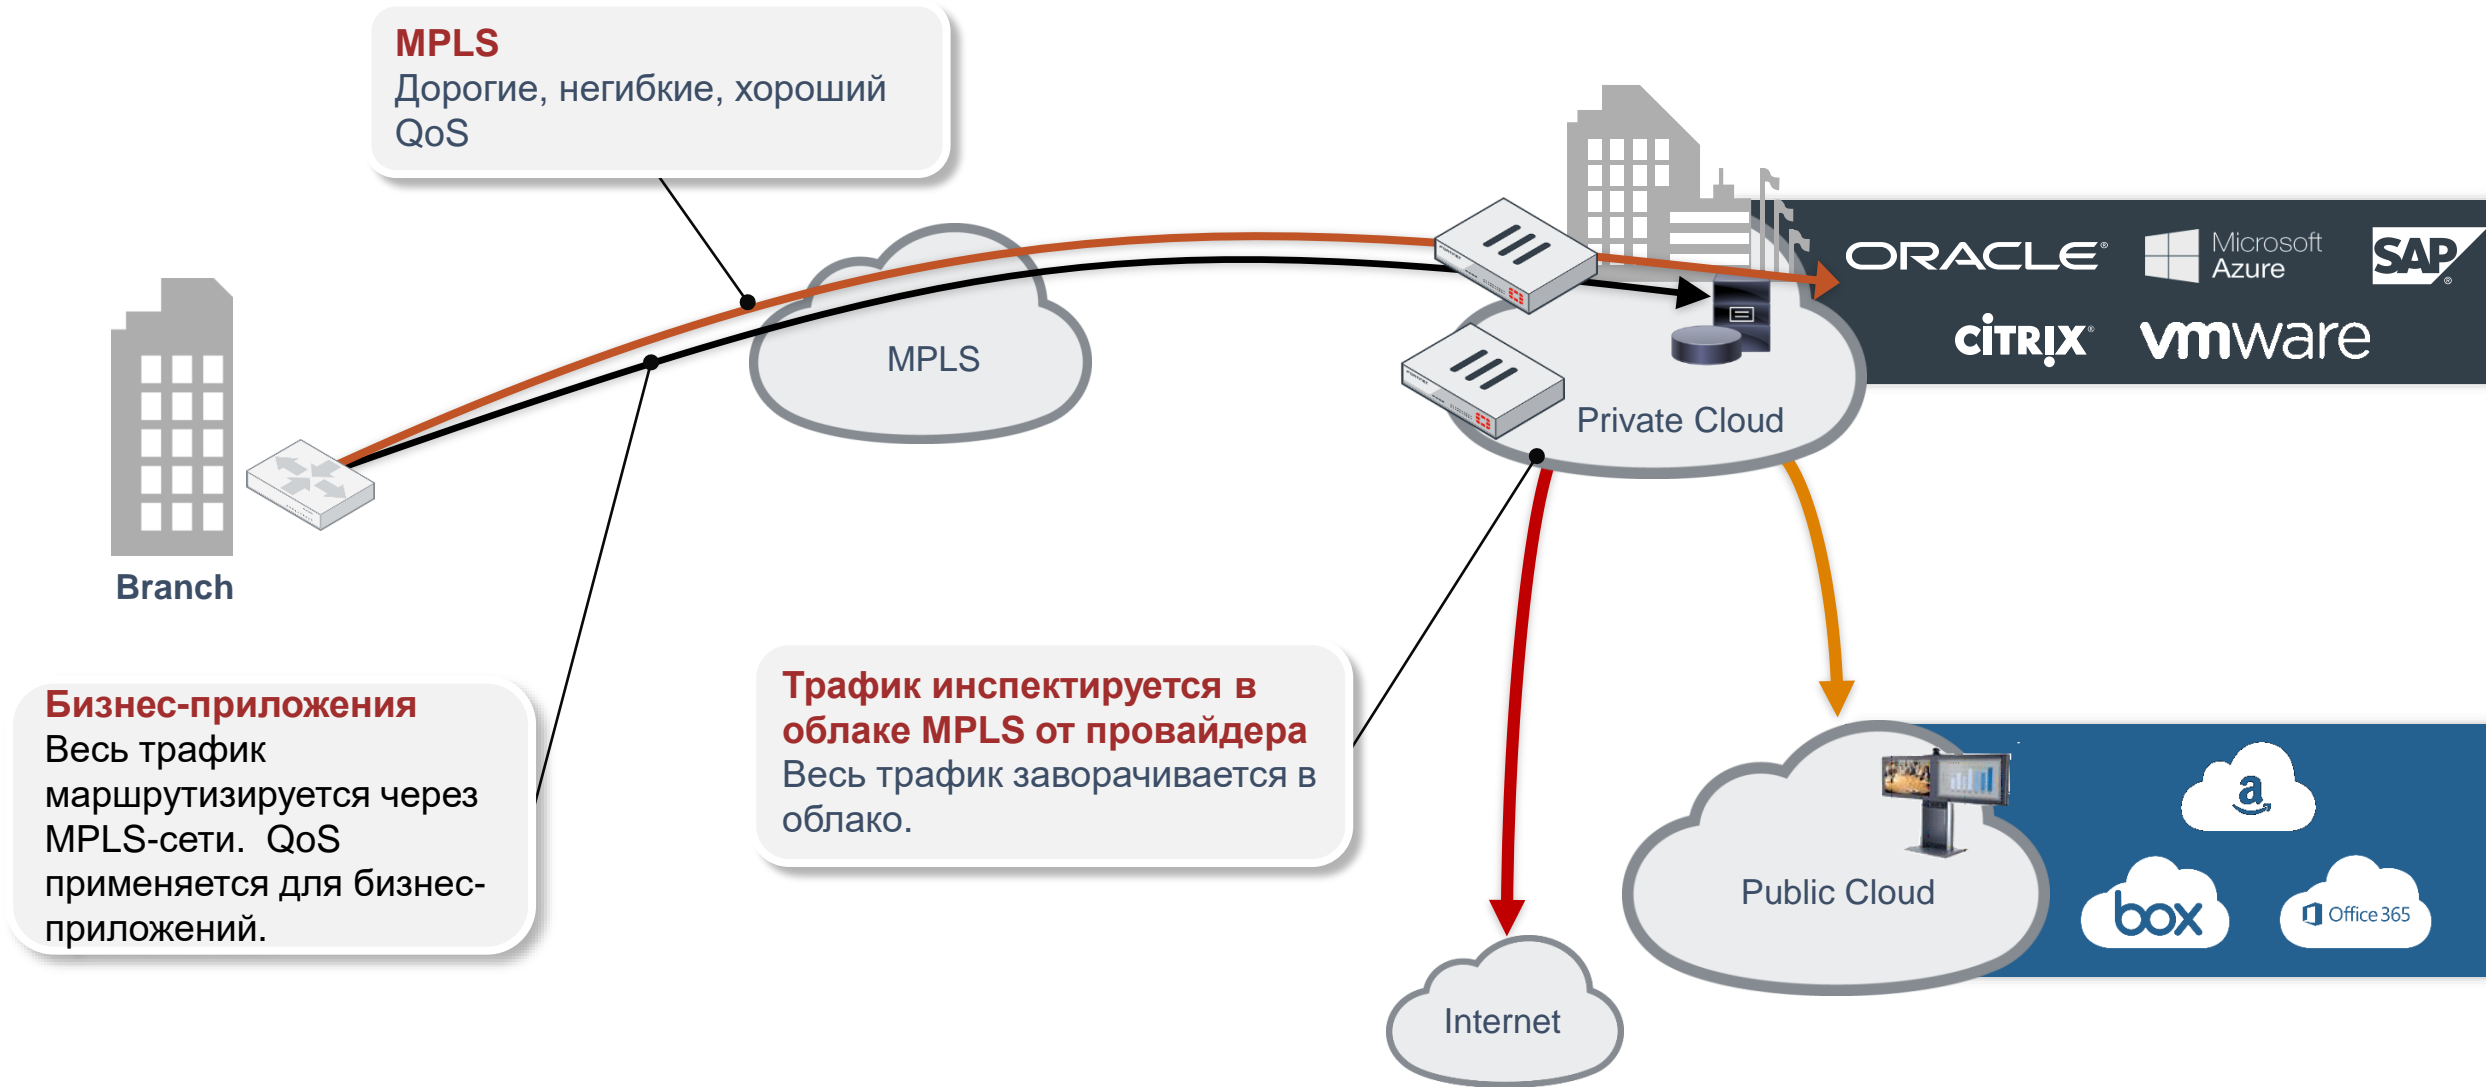 MPLS
Дорогие, негибкие, хороший
QoS
ORACLE®
Microsoft
Azure
SAP®
CİTRIX®
vmware
MPLS
Private Cloud
Branch
Бизнес-приложения
Весь трафик
маршрутизируется через
MPLS-сети.  QoS
применяется для бизнес-
приложений.
Трафик инспектируется в
облаке MPLS от провайдера
Весь трафик заворачивается в
облако.
Public Cloud
a
box
Office 365
Internet